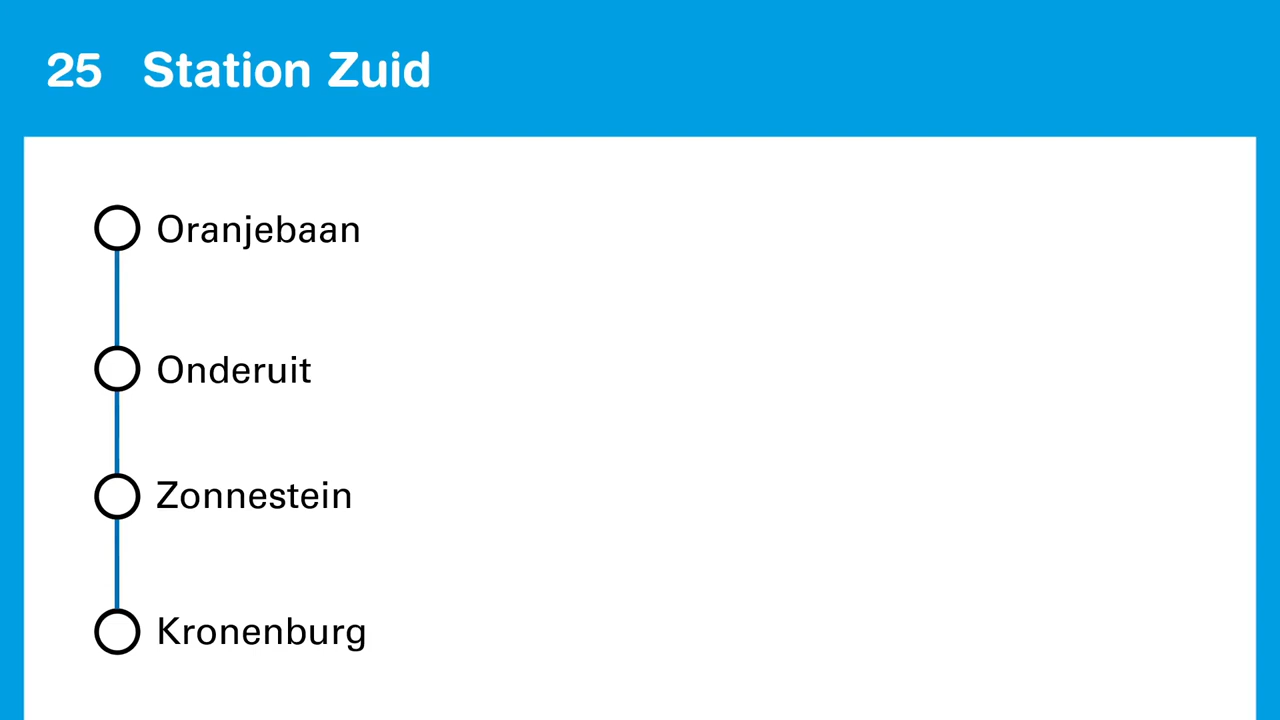 25 Station Zuid
Oranjebaan
Onderuit
Zonnestein
Kronenburg